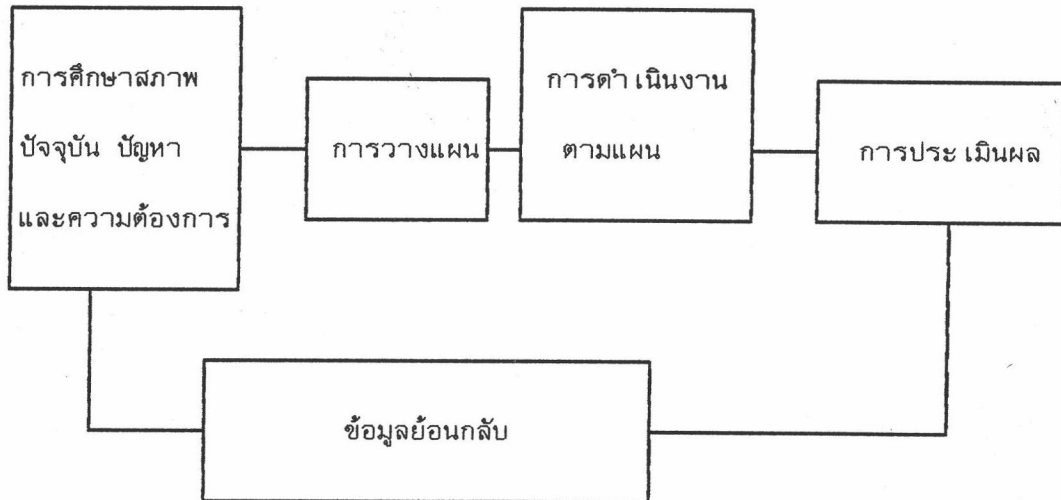 การศึกษาสภาพ
ปัจจุบัน ปัญหา
และความต้องการ
การวางแผน
การดำเนินงาน
ตามแผน
การประเมินผล
ข้อมูลย้อนกลับ